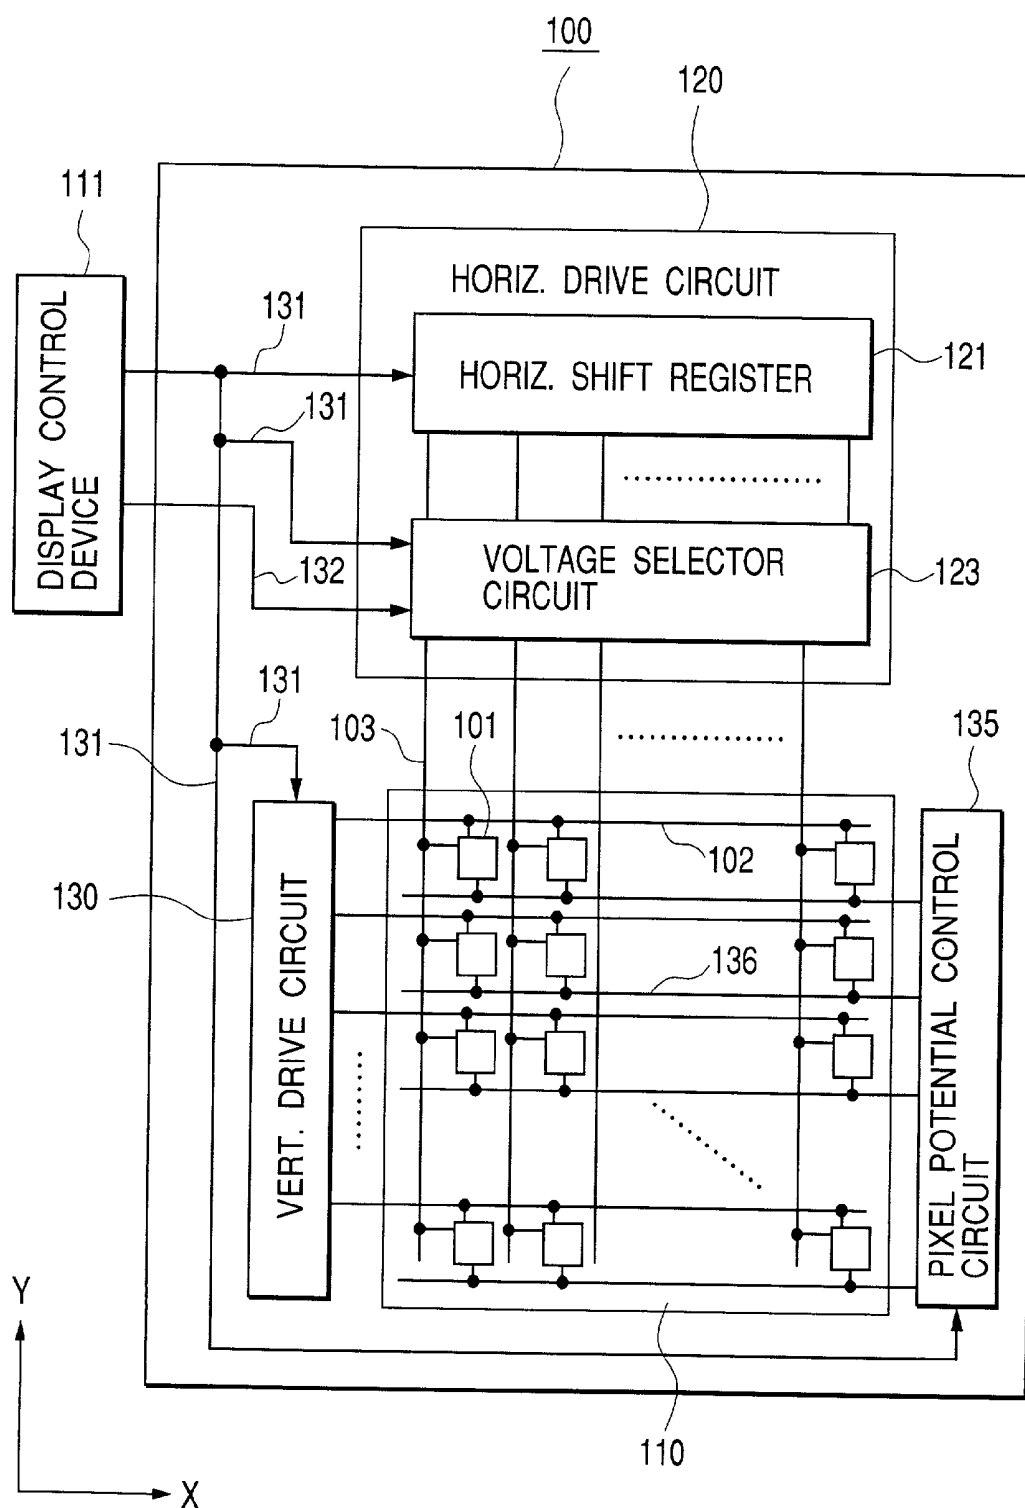 100
120
111
HORIZ. DRIVE CIRCUIT
131
121
HORIZ. SHIFT REGISTER
131
DISPLAY CONTROL
DEVICE
132
VOLTAGE SELECTOR
CIRCUIT
123
131
131
103
101
135
102
130
VERT. DRIVE CIRCUIT
136
PIXEL POTENTIAL CONTROL
CIRCUIT
Y
X
110